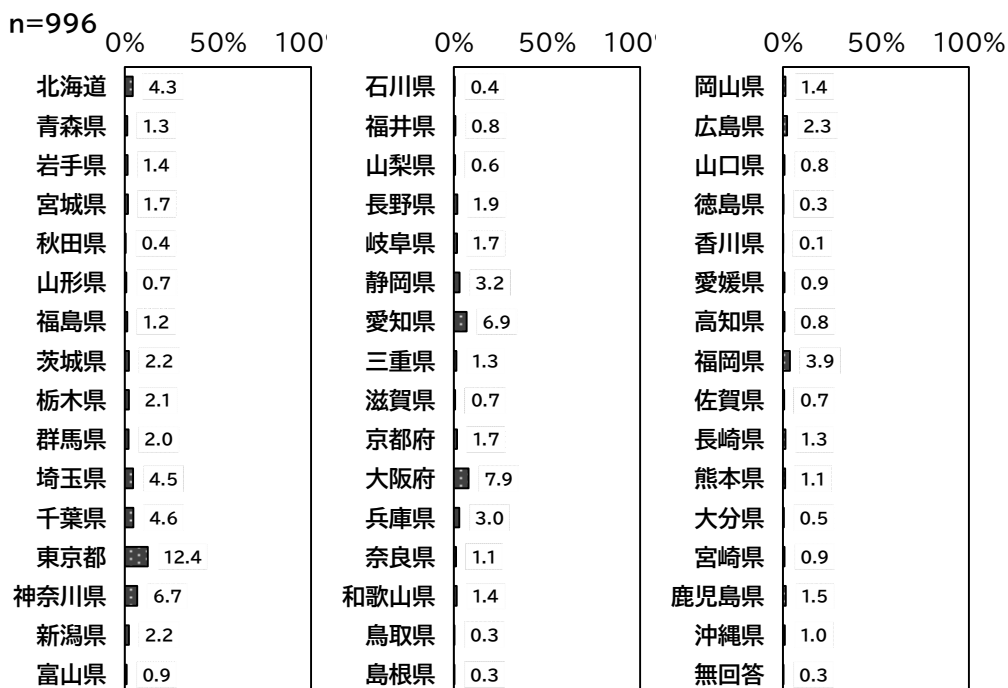 n=996
0% 50% 100% 0% 50% 100% 0% 50% 100%
北海道 4.3 石川県 0.4 岡山県 1.4
青森県 1.3 福井県 0.8 広島県 2.3
岩手県 1.4 山梨県 0.6 山口県 0.8
宮城県 1.7 長野県 1.9 徳島県 0.3
秋田県 0.4 岐阜県 1.7 香川県 0.1
山形県 0.7 静岡県 3.2 愛媛県 0.9
福島県 1.2 愛知県 6.9 高知県 0.8
茨城県 2.2 三重県 1.3 福岡県 3.9
栃木県 2.1 滋賀県 0.7 佐賀県 0.7
群馬県 2.0 京都府 1.7 長崎県 1.3
埼玉県 4.5 大阪府 7.9 熊本県 1.1
千葉県 4.6 兵庫県 3.0 大分県 0.5
東京都 12.4 奈良県 1.1 宮崎県 0.9
神奈川県 6.7 和歌山県 1.4 鹿児島県 1.5
新潟県 2.2 鳥取県 0.3 沖縄県 1.0
富山県 0.9 島根県 0.3 無回答 0.3